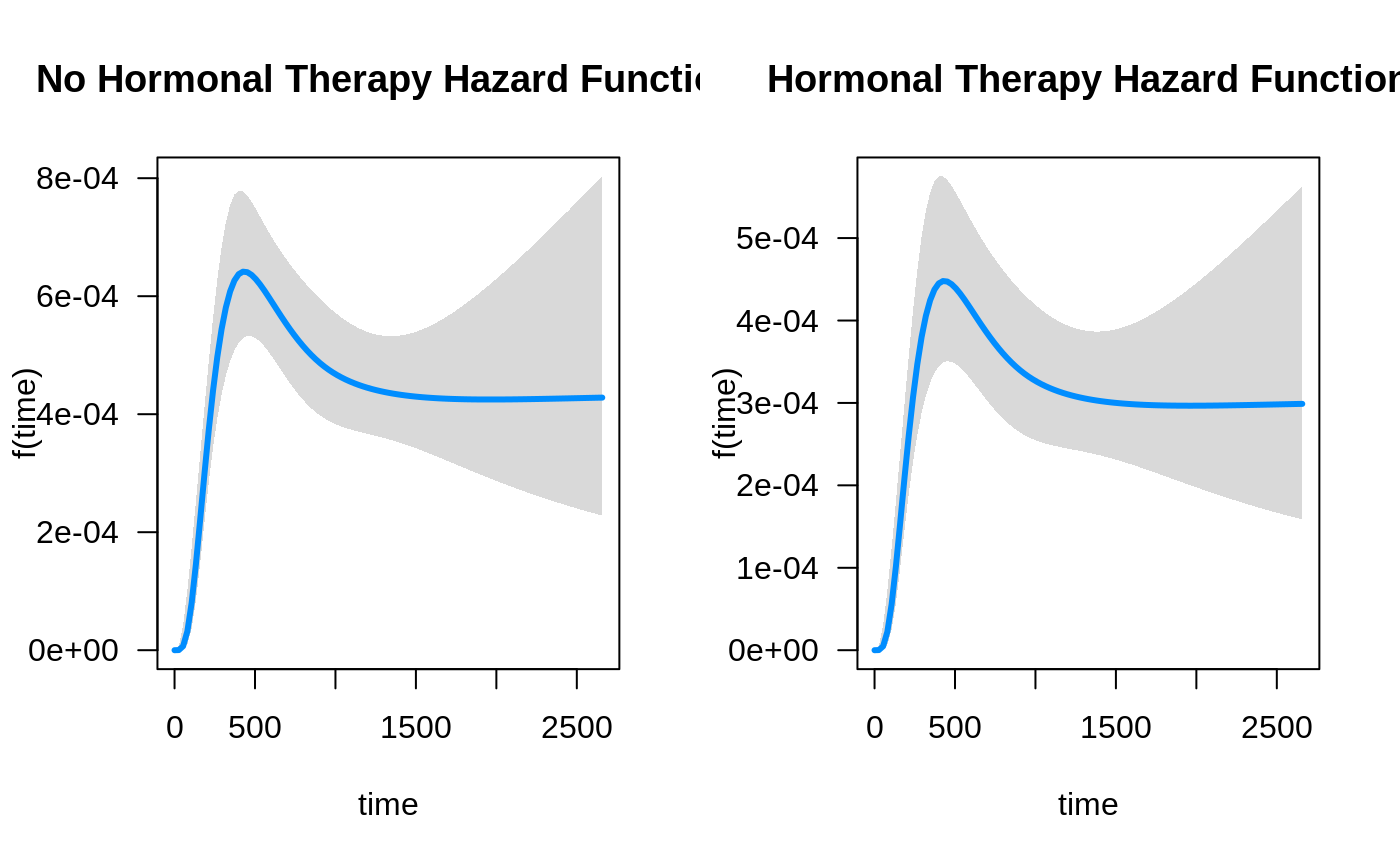 No Hormonal Therapy Hazard Functi
8e-04
6e-04
4e-04
2e-04
0e+00
f(time)
0 500 1500 2500
time
Hormonal Therapy Hazard Function
5e-04
4e-04
3e-04
2e-04
1e-04
0e+00
f(time)
0 500 1500 2500
time